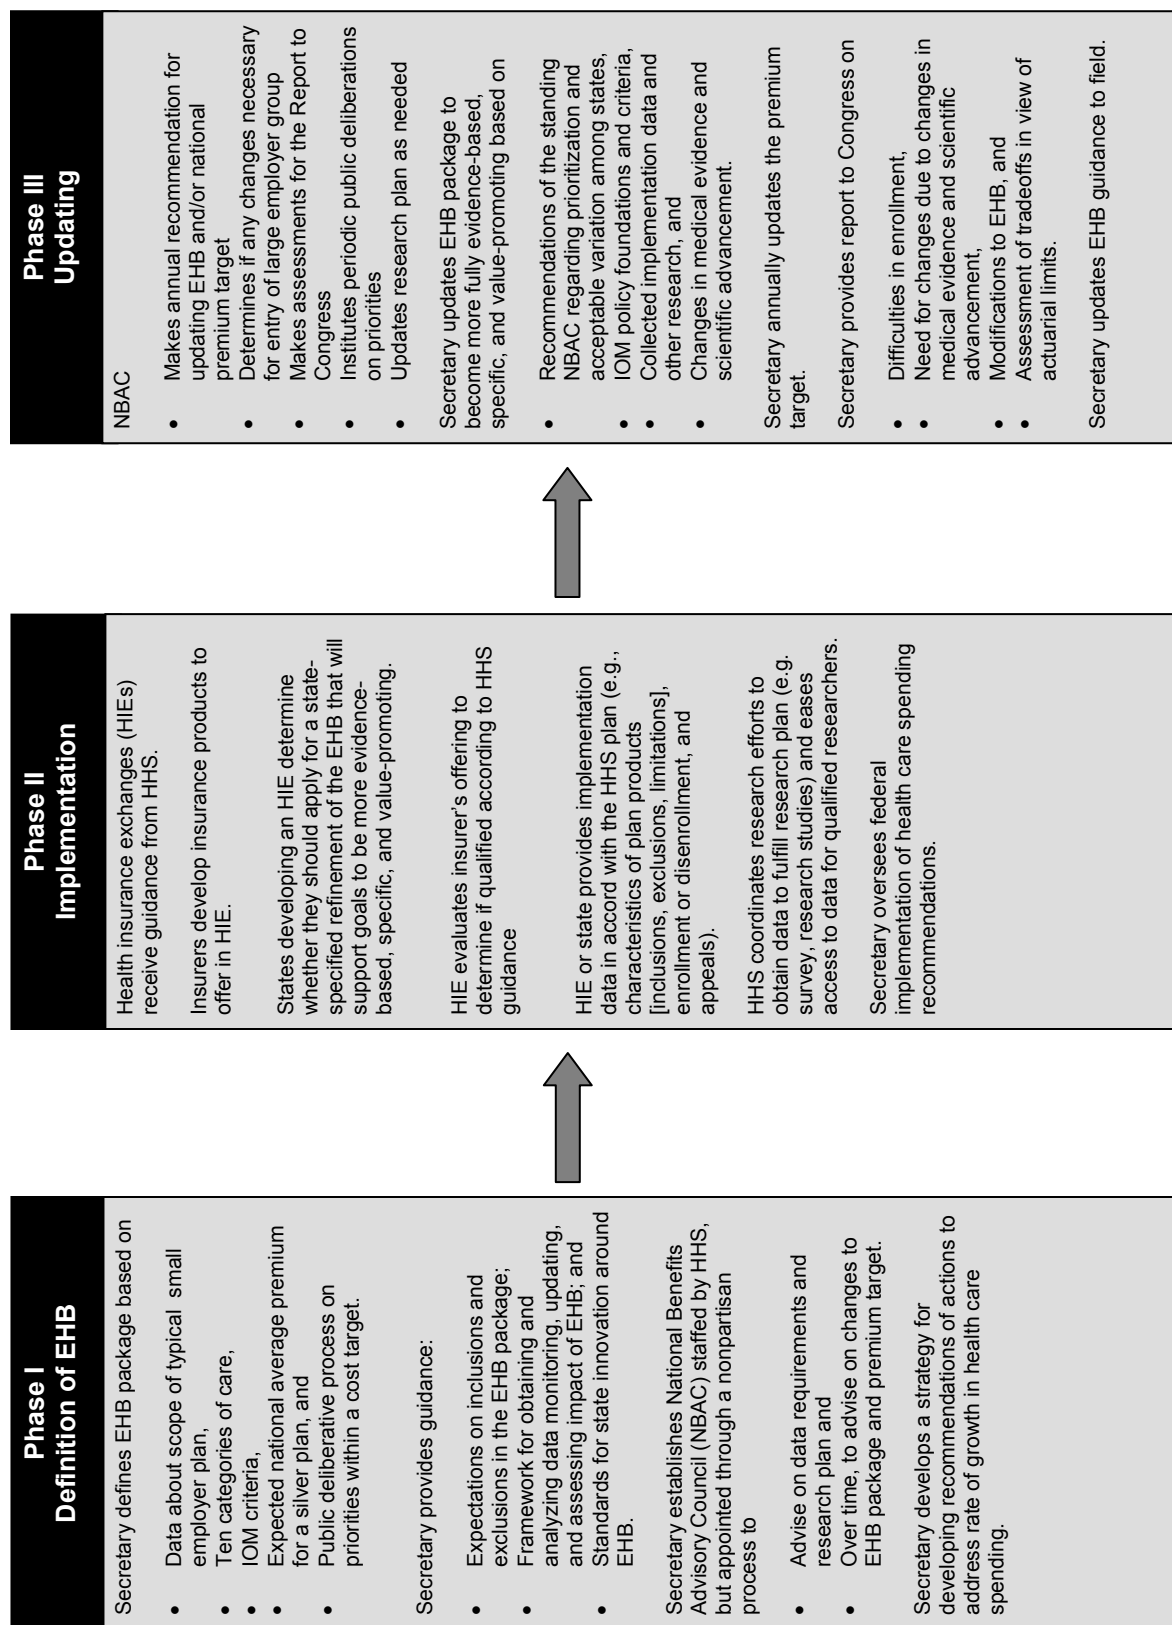 Phase I
Definition of EHB
Secretary defines EHB package based on
• Data about scope of typical small
employer plan,
• Ten categories of care,
• IOM criteria,
• Expected national average premium
for a silver plan, and
• Public deliberative process on
priorities within a cost target.
Secretary provides guidance:
• Expectations on inclusions and
exclusions in the EHB package;
• Framework for obtaining and
analyzing data monitoring, updating,
and assessing impact of EHB; and
• Standards for state innovation around
EHB.
Secretary establishes National Benefits
Advisory Council (NBAC) staffed by HHS,
but appointed through a nonpartisan
process to
• Advise on data requirements and
research plan and
• Over time, to advise on changes to
EHB package and premium target.
Secretary develops a strategy for
developing recommendations of actions to
address rate of growth in health care
spending.
Phase II
Implementation
Health insurance exchanges (HIEs)
receive guidance from HHS.
Insurers develop insurance products to
offer in HIE.
States developing an HIE determine
whether they should apply for a state-
specified refinement of the EHB that will
support goals to be more evidence-
based, specific, and value-promoting.
HIE evaluates insurer's offering to
determine if qualified according to HHS
guidance
HIE or state provides implementation
data in accord with the HHS plan (e.g.,
characteristics of plan products
[inclusions, exclusions, limitations],
enrollment or disenrollment, and
appeals).
HHS coordinates research efforts to
obtain data to fulfill research plan (e.g.
survey, research studies) and eases
access to data for qualified researchers.
Secretary oversees federal
implementation of health care spending
recommendations.
Phase III
Updating
NBAC
• Makes annual recommendation for
updating EHB and/or national
premium target
• Determines if any changes necessary
for entry of large employer group
• Makes assessments for the Report to
Congress
• Institutes periodic public deliberations
on priorities
• Updates research plan as needed
Secretary updates EHB package to
become more fully evidence-based,
specific, and value-promoting based on
• Recommendations of the standing
NBAC regarding prioritization and
acceptable variation among states,
• IOM policy foundations and criteria,
• Collected implementation data and
other research, and
• Changes in medical evidence and
scientific advancement.
Secretary annually updates the premium
target.
Secretary provides report to Congress on
• Difficulties in enrollment,
• Need for changes due to changes in
medical evidence and scientific
advancement,
• Modifications to EHB, and
• Assessment of tradeoffs in view of
actuarial limits.
Secretary updates EHB guidance to field.